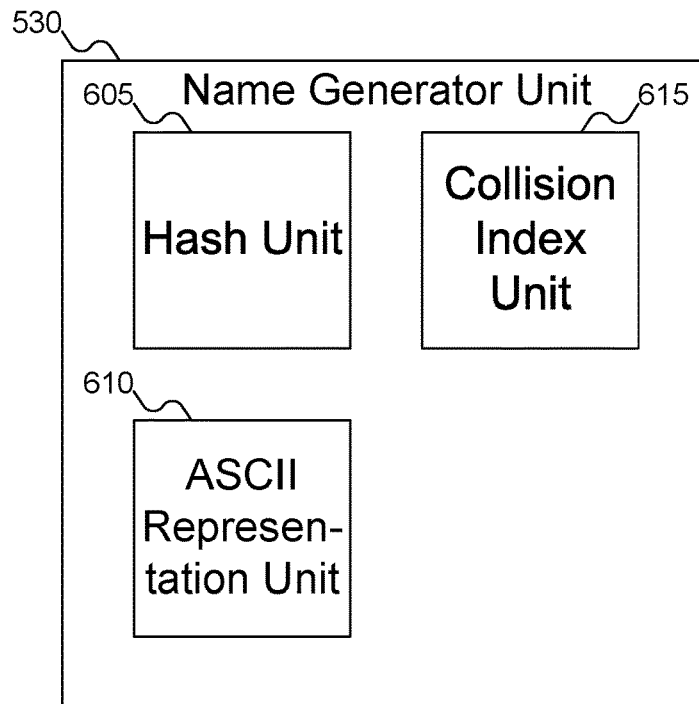 530
Name Generator Unit
605
615
Hash Unit
Collision
Index
Unit
610
ASCII
Represen-
tation Unit